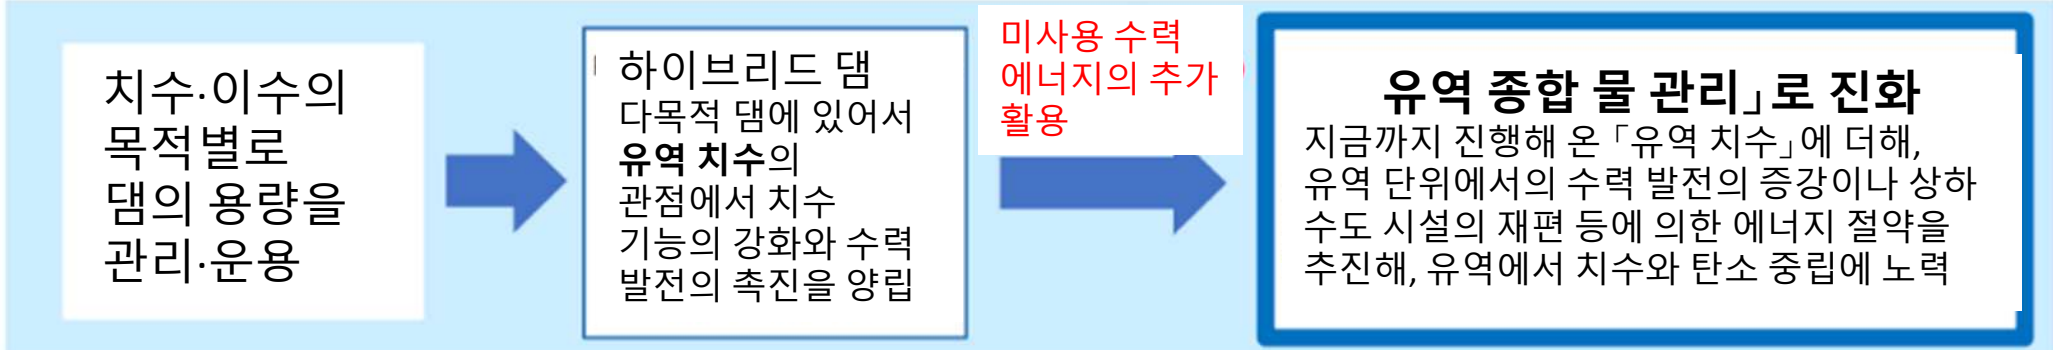 치수·이수의
목적별로
댐의 용량을
관리·운용
하이브리드 댐
다목적 댐에 있어서
유역 치수의
관점에서 치수
기능의 강화와 수력
발전의 촉진을 양립
미사용 수력
에너지의 추가
활용
유역 종합 물 관리」로 진화
지금까지 진행해 온 「유역 치수」에 더해,
유역 단위에서의 수력 발전의 증강이나 상하
수도 시설의 재편 등에 의한 에너지 절약을
추진해, 유역에서 치수와 탄소 중립에 노력